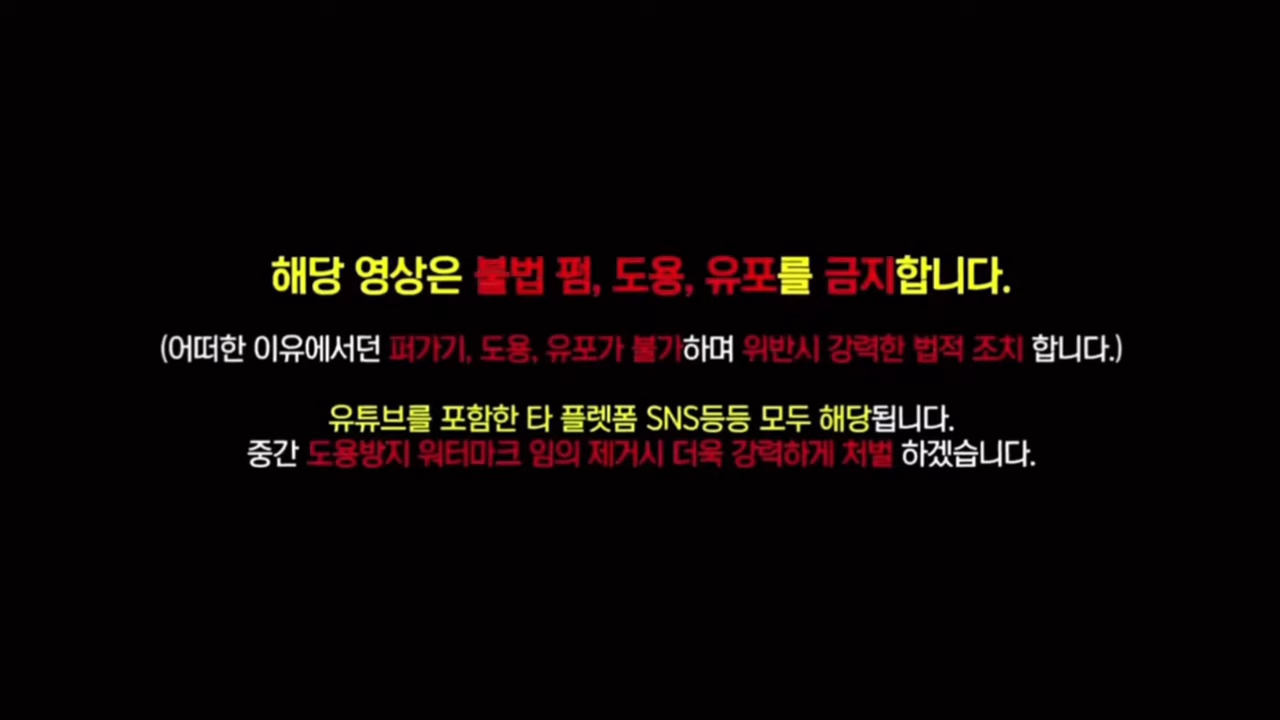 해당 영상은 불법 펌, 도용, 유포를 금지합니다.
(어떠한 이유에서던 퍼가기, 도용, 유포가 불가하며 위반시 강력한 법적 조치 합니다.)
유튜브를 포함한 타 플렛폼 SNS등등 모두 해당됩니다.
중간 도용방지 워터마크 임의 제거시 더욱 강력하게 처벌 하겠습니다.